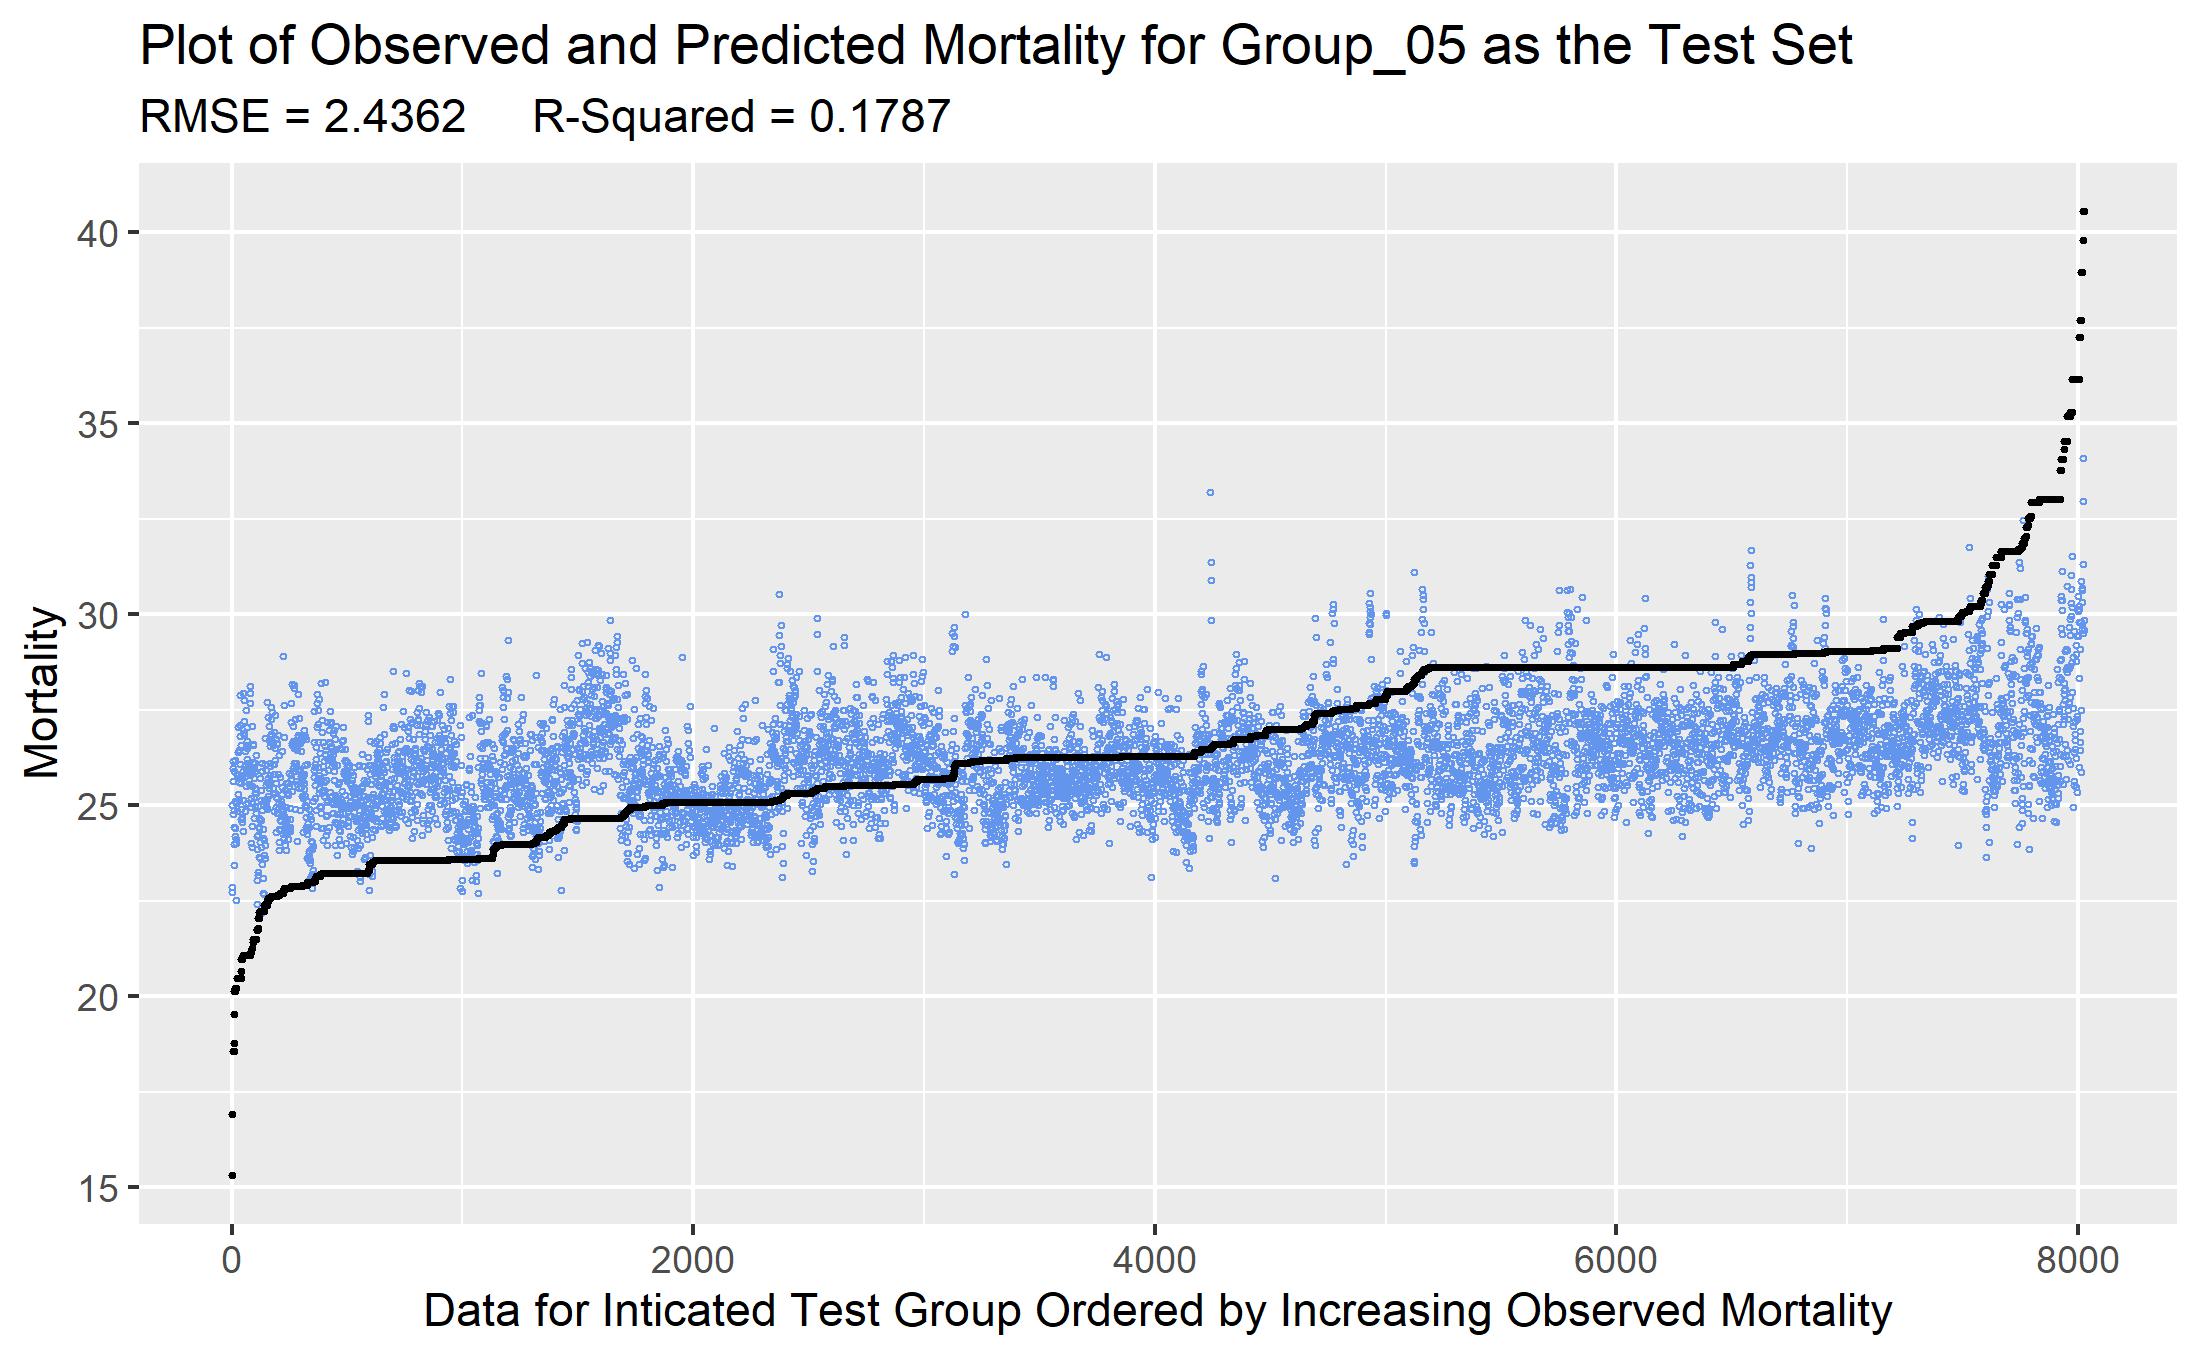 Plot of Observed and Predicted Mortality for Group_05 as the Test Set
RMSE = 2.4362 R-Squared = 0.1787
40
35
30
25
20
15
Mortality
0 2000 4000 6000 8000
Data for Inticated Test Group Ordered by Increasing Observed Mortality